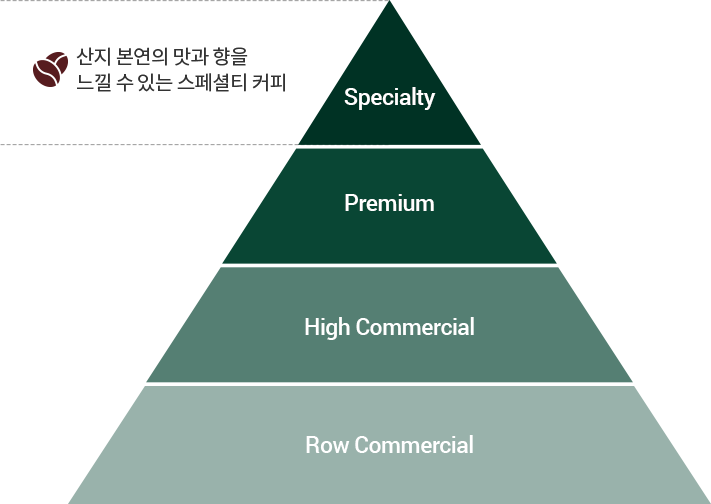 산지 본연의 맛과 향을
느낄 수 있는 스페셜티 커피
Specialty
Premium
High Commercial
Row Commercial